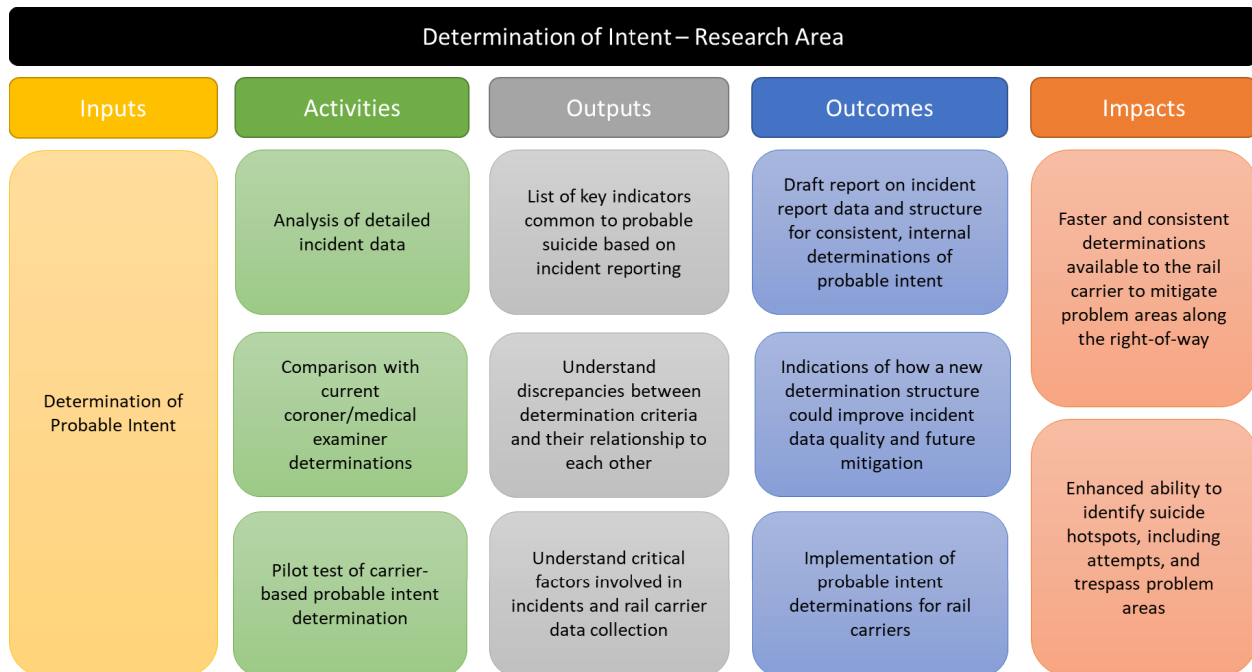 Determination of Intent – Research Area
Inputs
Activities
Outputs
Outcomes
Impacts
Determination of
Probable Intent
Analysis of detailed
incident data
Comparison with
current
coroner/medical
examiner
determinations
Pilot test of carrier-
based probable intent
determination
List of key indicators
common to probable
suicide based on
incident reporting
Understand
discrepancies between
determination criteria
and their relationship to
each other
Understand critical
factors involved in
incidents and rail carrier
data collection
Draft report on incident
report data and structure
for consistent, internal
determinations of
probable intent
Indications of how a new
determination structure
could improve incident
data quality and future
mitigation
Implementation of
probable intent
determinations for rail
carriers
Faster and consistent
determinations
available to the rail
carrier to mitigate
problem areas along
the right-of-way
Enhanced ability to
identify suicide
hotspots, including
attempts, and
trespass problem
areas